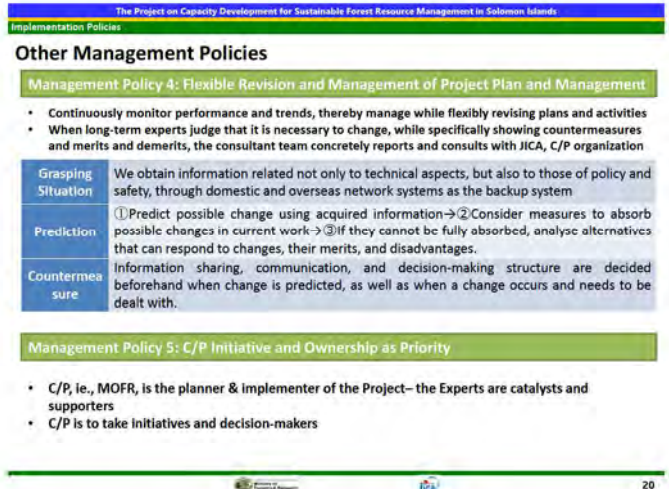 The Project on Capacity Development for Sustainable Forest Resource Management in Solomon Islands
Implementation Policies
Other Management Policies
Management Policy 4: Flexible Revision and Management of Project Plan and Management
• Continuously monitor performance and trends, thereby manage while flexibly revising plans and activities
• When long-term experts judge that it is necessary to change, while specifically showing countermeasures
and merits and demerits, the consultant team concretely reports and consults with JICA, C/P organization
Grasping
Situation
We obtain information related not only to technical aspects, but also to those of policy and
safety, through domestic and overseas network systems as the backup system
Prediction
①Predict possible change using acquired information→②Consider measures to absorb
possible changes in current work→③If they cannot be fully absorbed, analyse alternatives
that can respond to changes, their merits, and disadvantages.
Countermea
sure
Information sharing, communication, and decision-making structure are decided
beforehand when change is predicted, as well as when a change occurs and needs to be
dealt with.
Management Policy 5: C/P Initiative and Ownership as Priority
• C/P, ie., MOFR, is the planner & implementer of the Project– the Experts are catalysts and
supporters
• C/P is to take initiatives and decision-makers
20